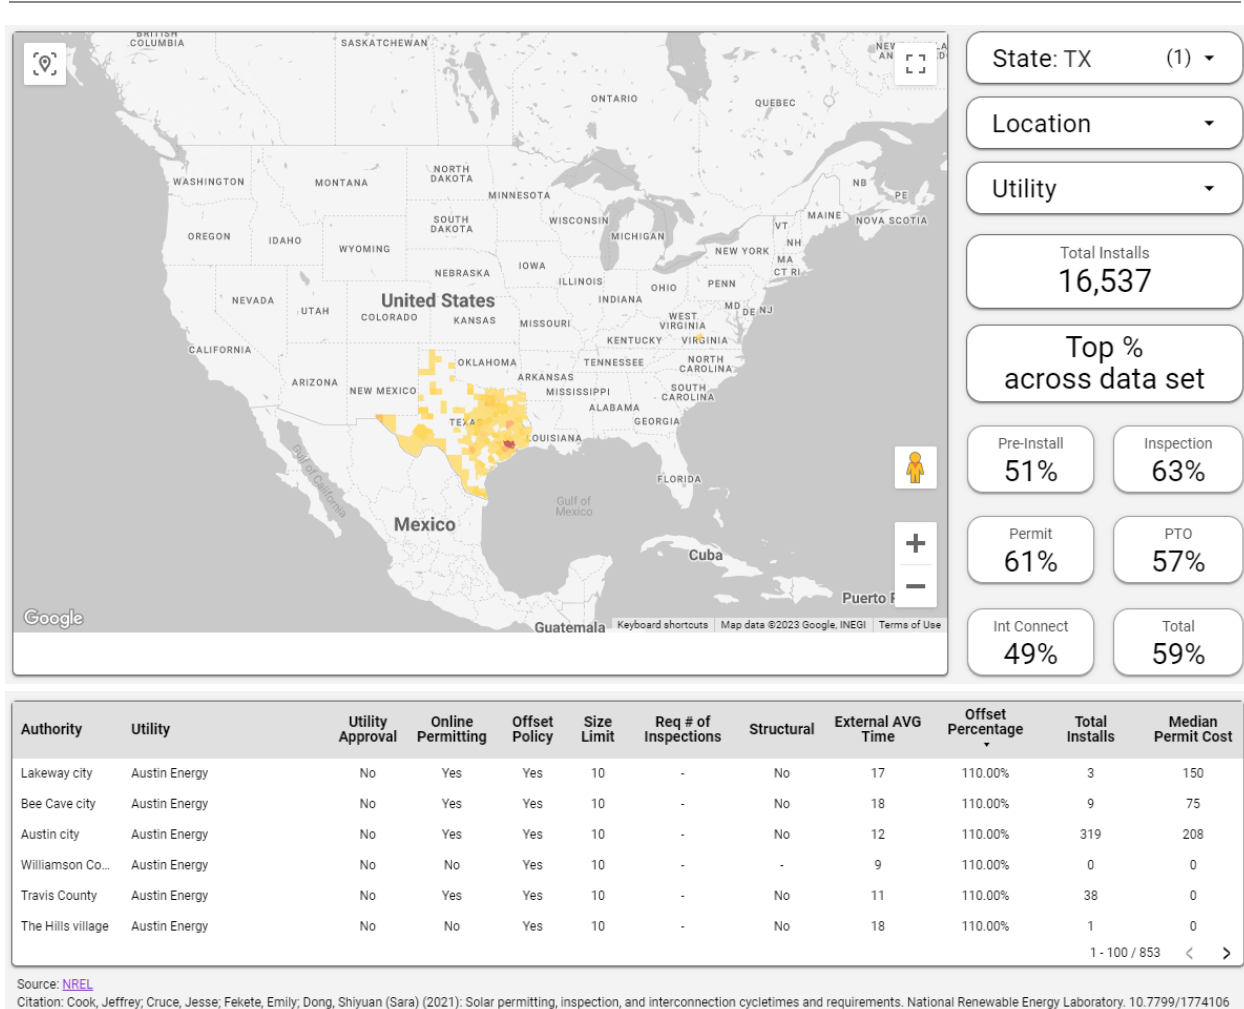 BRITISH
COLUMBIA
SASKATCHEWAN
ONTARIO
QUEBEC
WASHINGTON
MONTANA
NORTH
DAKOTA
MINNESOTA
NB
PE
SOUTH
DAKOTA
WISCONSIN
MICHIGAN
VT
MAINE
NOVA SCOTIA
OREGON
IDAHO
WYOMING
NH
NEW YORK
MA
CT RI
NEBRASKA
IOWA
ILLINOIS
INDIANA
OHIO
PENN
NEVADA
UTAH
United States
COLORADO
KANSAS
MISSOURI
WEST
VIRGINIA
MD
DE
NJ
KENTUCKY
VIRGINIA
CALIFORNIA
OKLAHOMA
TENNESSEE
NORTH
CAROLINA
ARIZONA
NEW MEXICO
ARKANSAS
MISSISSIPPI
SOUTH
CAROLINA
ALABAMA
TEXAS
GEORGIA
LOUISIANA
Gulf of California
FLORIDA
Gulf of
Mexico
Mexico
Cuba
Puerto
Google
Guatemala
Keyboard shortcuts
Map data ©2023 Google, INEGI
Terms of Use
State: TX (1)
Location
Utility
Total Installs
16,537
Top %
across data set
Pre-Install
51%
Inspection
63%
Permit
61%
PTO
57%
Int Connect
49%
Total
59%
Authority Utility Utility Approval Online Permitting Offset Policy Size Limit Req # of Inspections Structural External AVG Time Offset Percentage Total Installs Median Permit Cost
Lakeway city Austin Energy No Yes Yes 10 - No 17 110.00% 3 150
Bee Cave city Austin Energy No Yes Yes 10 - No 18 110.00% 9 75
Austin city Austin Energy No Yes Yes 10 - No 12 110.00% 319 208
Williamson Co... Austin Energy No No Yes 10 - - 9 110.00% 0 0
Travis County Austin Energy No Yes Yes 10 - No 11 110.00% 38 0
The Hills village Austin Energy No No Yes 10 - No 18 110.00% 1 0
1 - 100 / 853
Source: NREL
Citation: Cook, Jeffrey; Cruce, Jesse; Fekete, Emily; Dong, Shiyuan (Sara) (2021): Solar permitting, inspection, and interconnection cycletimes and requirements. National Renewable Energy Laboratory. 10.7799/1774106